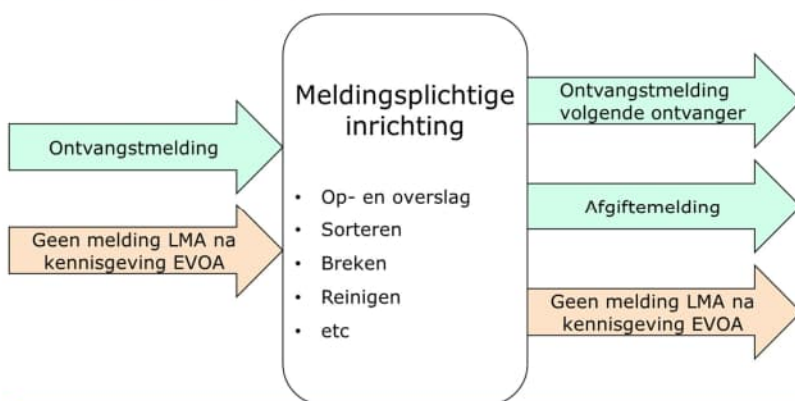 Ontvangstmelding
Geen melding LMA na
kennisgeving EVOA
Meldingsplichtige
inrichting
• Op- en overslag
• Sorteren
• Breken
• Reinigen
• etc
Ontvangstmelding
volgende ontvanger
Afgiftemelding
Geen melding LMA na
kennisgeving EVOA